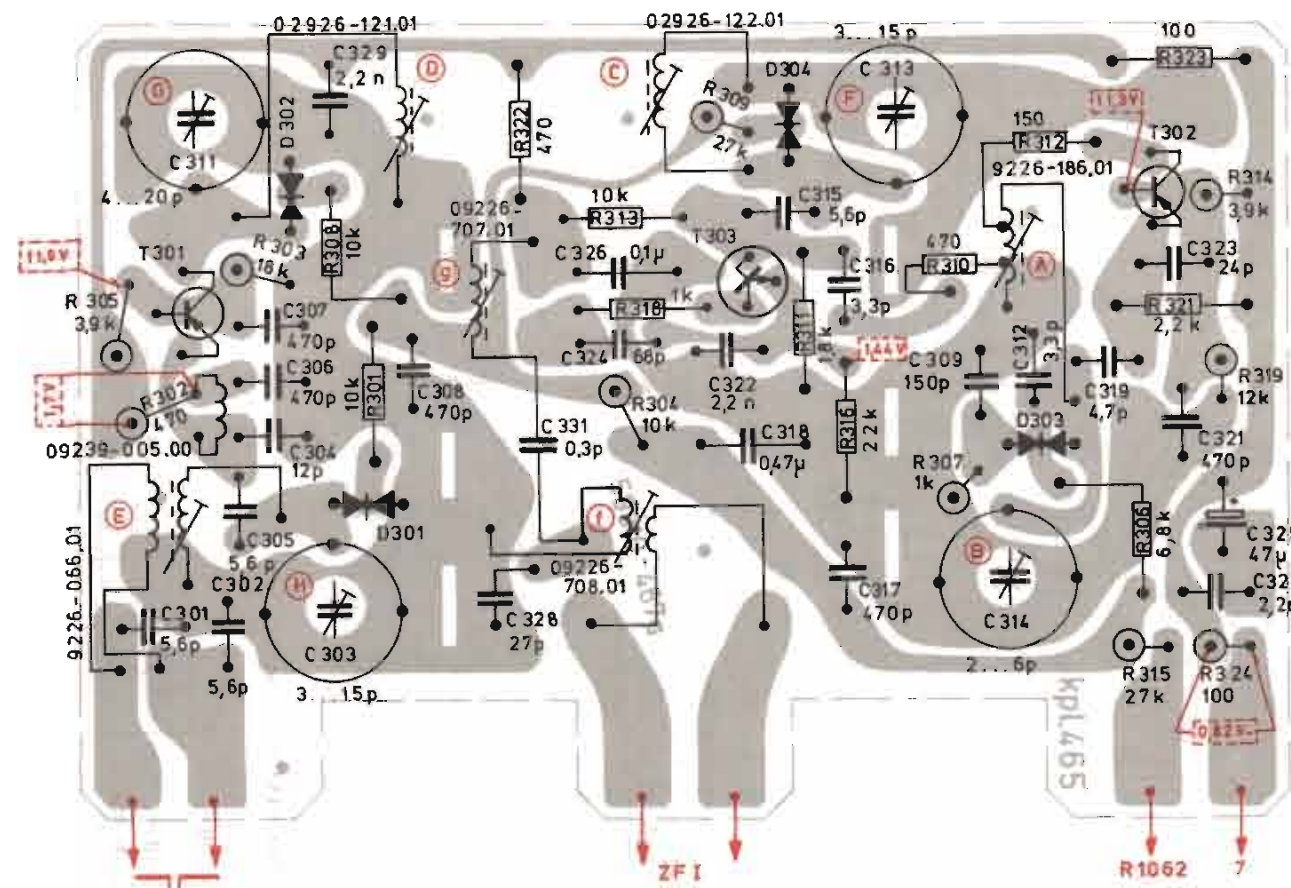 02926-121.01
02926-122.01
3...15p
100
C329
2,2n
D
C
D304
C313
R323
G
D302
R309
F
11,9V
C311
R322
470
27k
150
R312
T302
4...20p
10k
R313
C315
5,6p
9226-186.01
R314
3,9k
09226-
707.01
R308
10k
R303
18k
T301
11,9V
g
C326
0,1µ
T303
C316
470
R310
A
C323
24p
R305
3,9k
R318
1k
3,3p
R321
2,2k
C307
470p
R311
1,8k
C324
68p
1,44V
C309
150p
C312
3,3p
1,2V
C306
470p
R301
10k
C308
470p
C322
2,2n
C319
4,7p
R319
12k
R302
470
R304
10k
R316
22k
D303
C321
470p
09239-005.00
C304
12p
C331
0,3p
C318
0,47µ
R307
1k
E
f
C305
5,6p
D301
R306
6,8k
B
C325
47µ
9226-066.01
C302
H
09226-
708.01
C317
470p
C314
2,2p
C301
5,6p
C328
27p
C303
5,6p
2...6p
R315
27k
R324
100
3...15p
kpl.465
ZF I
R1062
7